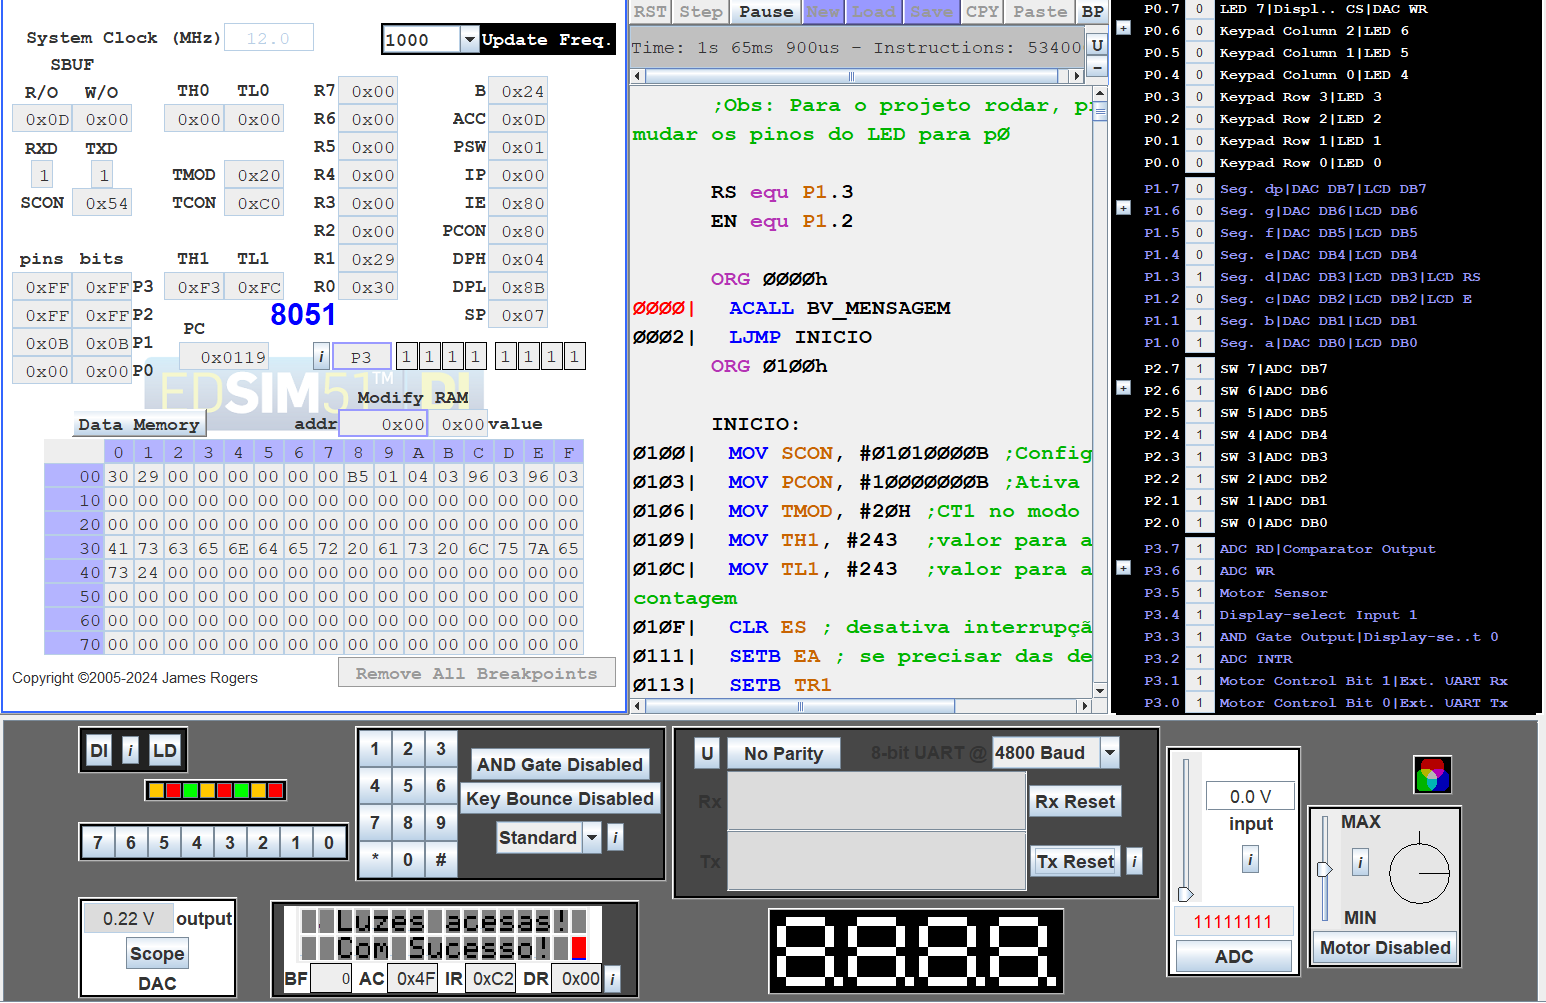 System Clock (MHz) 12.0 1000 Update Freq.
SBUF
R/O W/O TH0 TL0 R7 0x00 B 0x24
0x0D 0x00 0x00 0x00 R6 0x00 ACC 0x0D
RXD TXD R5 0x00 PSW 0x01
1 1 TMOD 0x20 R4 0x00 IP 0x00
SCON 0x54 TCON 0xC0 R3 0x00 IE 0x80
R2 0x00 PCON 0x80
pins bits TH1 TL1 R1 0x29 DPH 0x04
0xFF 0xFF P3 0xF3 0xFC R0 0x30 DPL 0x8B
0xFF 0xFF P2 8051 SP 0x07
0x0B 0x0B P1 PC 0x0119 i P3 1 1 1 1 1 1 1 1
0x00 0x00 P0
EDSIM51 TM DI
Modify RAM
Data Memory addr 0x00 0x00 value
0 1 2 3 4 5 6 7 8 9 A B C D E F
00 30 29 00 00 00 00 00 00 B5 01 04 03 96 03 96 03
10 00 00 00 00 00 00 00 00 00 00 00 00 00 00 00 00
20 00 00 00 00 00 00 00 00 00 00 00 00 00 00 00 00
30 41 73 63 65 6E 64 65 72 20 61 73 20 6C 75 7A 65
40 73 24 00 00 00 00 00 00 00 00 00 00 00 00 00 00
50 00 00 00 00 00 00 00 00 00 00 00 00 00 00 00 00
60 00 00 00 00 00 00 00 00 00 00 00 00 00 00 00 00
70 00 00 00 00 00 00 00 00 00 00 00 00 00 00 00 00
Copyright ©2005-2024 James Rogers
Remove All Breakpoints
RST Step Pause New Load Save CPY Paste BP
Time: 1s 65ms 900us - Instructions: 53400 U
–
;Obs: Para o projeto rodar, p
mudar os pinos do LED para p0
RS equ P1.3
EN equ P1.2
ORG 0000h
0000| ACALL BV_MENSAGEM
0002| LJMP INICIO
ORG 0100h
INICIO:
0100| MOV SCON, #01010000B ;Config
0103| MOV PCON, #10000000B ;Ativa
0106| MOV TMOD, #20H ;CT1 no modo
0109| MOV TH1, #243 ;valor para a
010C| MOV TL1, #243 ;valor para a
contagem
010F| CLR ES ; desativa interrupçã
0111| SETB EA ; se precisar das de
0113| SETB TR1
P0.7 0 LED 7|Displ.. CS|DAC WR
+ P0.6 0 Keypad Column 2|LED 6
P0.5 0 Keypad Column 1|LED 5
P0.4 0 Keypad Column 0|LED 4
P0.3 0 Keypad Row 3|LED 3
P0.2 0 Keypad Row 2|LED 2
P0.1 0 Keypad Row 1|LED 1
P0.0 0 Keypad Row 0|LED 0
P1.7 0 Seg. dp|DAC DB7|LCD DB7
+ P1.6 0 Seg. g|DAC DB6|LCD DB6
P1.5 0 Seg. f|DAC DB5|LCD DB5
P1.4 0 Seg. e|DAC DB4|LCD DB4
P1.3 1 Seg. d|DAC DB3|LCD DB3|LCD RS
P1.2 0 Seg. c|DAC DB2|LCD DB2|LCD E
P1.1 1 Seg. b|DAC DB1|LCD DB1
P1.0 1 Seg. a|DAC DB0|LCD DB0
P2.7 1 SW 7|ADC DB7
+ P2.6 1 SW 6|ADC DB6
P2.5 1 SW 5|ADC DB5
P2.4 1 SW 4|ADC DB4
P2.3 1 SW 3|ADC DB3
P2.2 1 SW 2|ADC DB2
P2.1 1 SW 1|ADC DB1
P2.0 1 SW 0|ADC DB0
P3.7 1 ADC RD|Comparator Output
+ P3.6 1 ADC WR
P3.5 1 Motor Sensor
P3.4 1 Display-select Input 1
P3.3 1 AND Gate Output|Display-se..t 0
P3.2 1 ADC INTR
P3.1 1 Motor Control Bit 1|Ext. UART Rx
P3.0 1 Motor Control Bit 0|Ext. UART Tx
DI i LD
7 6 5 4 3 2 1 0
0.22 V output
Scope
DAC
1 2 3
4 5 6
7 8 9
* 0 #
AND Gate Disabled
Key Bounce Disabled
Standard i
Luzes acesas!
Com Sucesso!
BF 0 AC 0x4F IR 0xC2 DR 0x00 i
U No Parity 8-bit UART @ 4800 Baud
Rx Rx Reset
Tx Tx Reset i
8.8.8.8.
0.0 V
input
i
11111111
ADC
MAX
i
MIN
Motor Disabled